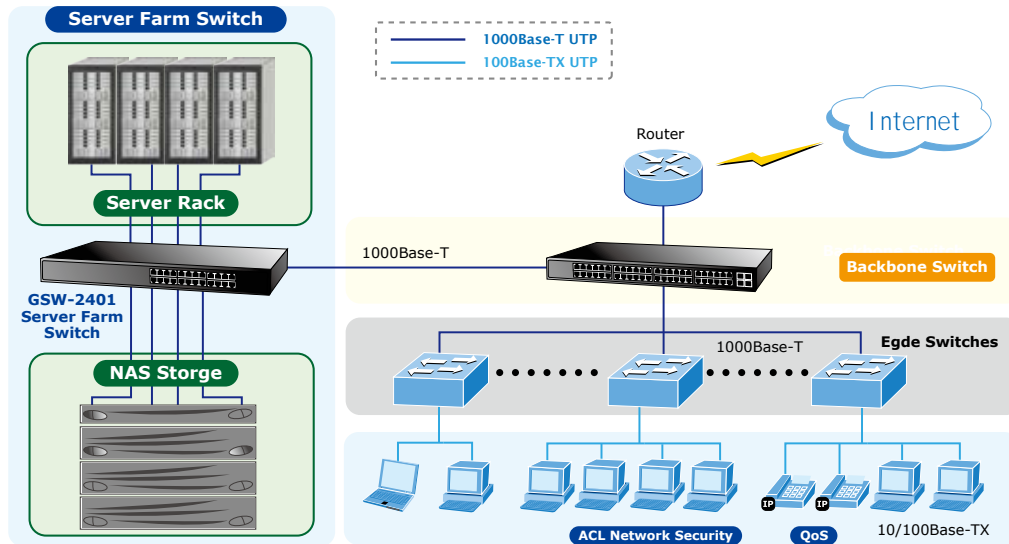 Server Farm Switch
1000Base-T UTP
100Base-TX UTP
Internet
Router
Server Rack
1000Base-T
Backbone Switch
GSW-2401
Server Farm
Switch
1000Base-T
Egde Switches
NAS Storge
IP
IP
ACL Network Security
QoS
10/100Base-TX